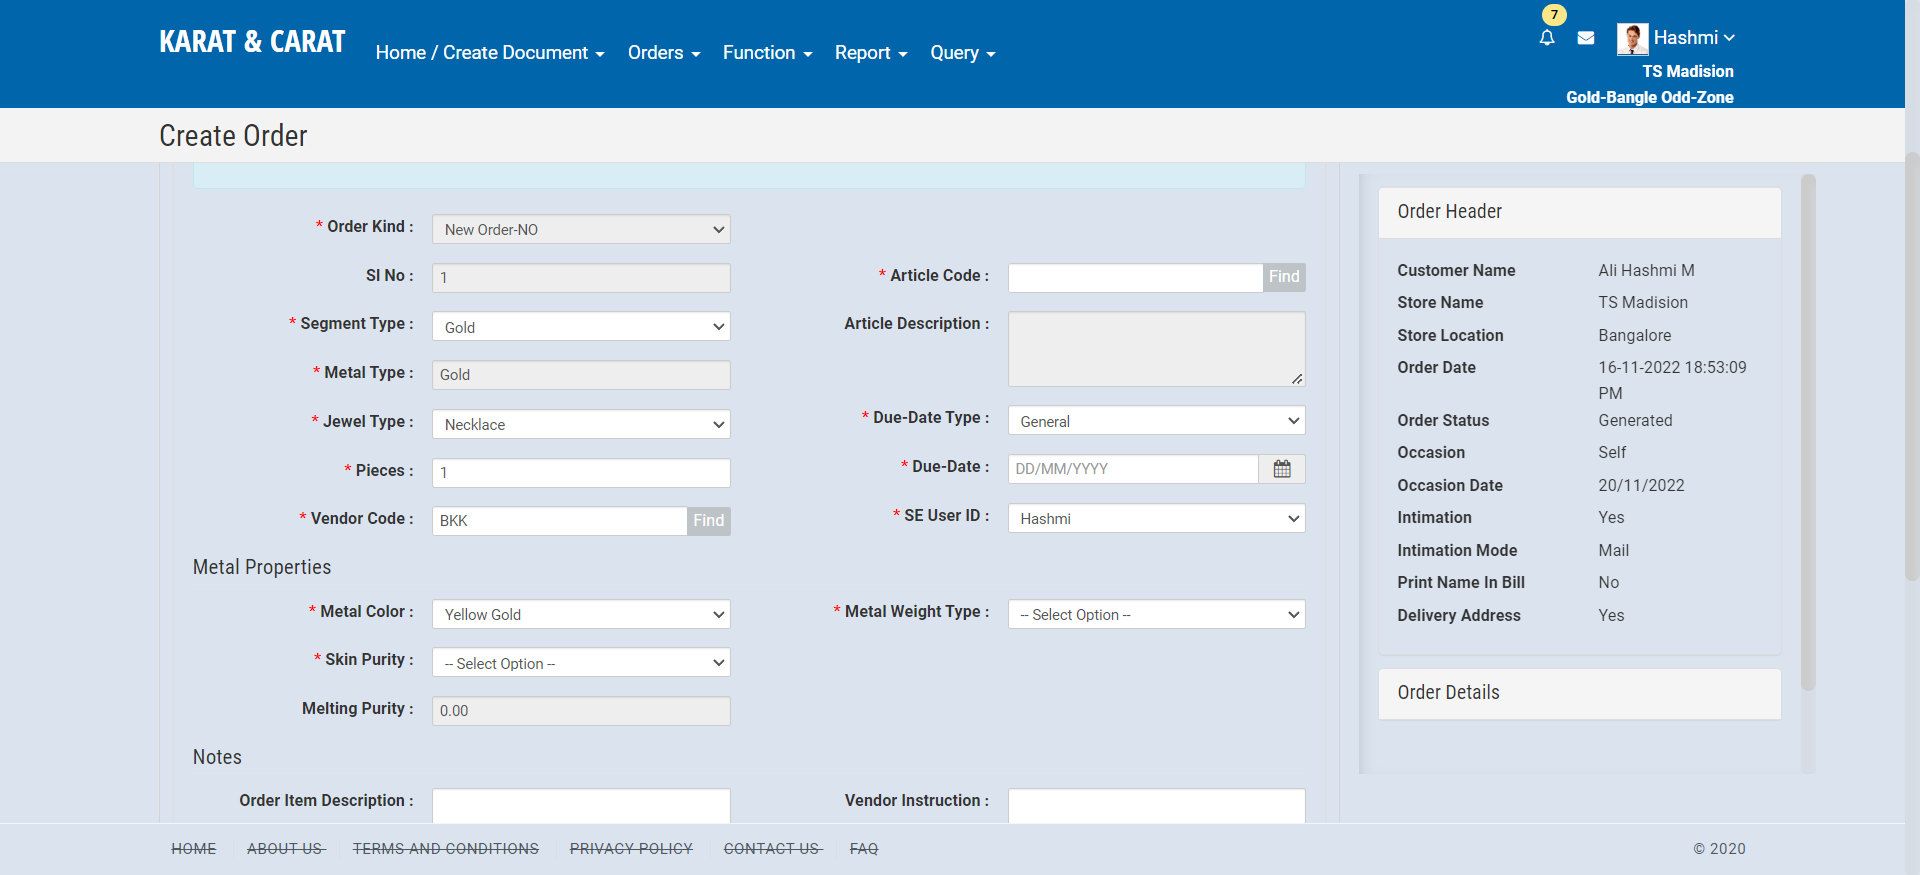 KARAT & CARAT
Home / Create Document
Orders
Function
Report
Query
7
Hashmi
TS Madision
Gold-Bangle Odd-Zone
Create Order
* Order Kind :
New Order-NO
SI No :
1
* Article Code :
Find
* Segment Type :
Gold
Article Description :
* Metal Type :
Gold
* Jewel Type :
Necklace
* Due-Date Type :
General
* Pieces :
1
* Due-Date :
DD/MM/YYYY
* Vendor Code :
BKK
Find
* SE User ID :
Hashmi
Metal Properties
* Metal Color :
Yellow Gold
* Metal Weight Type :
-- Select Option --
* Skin Purity :
-- Select Option --
Melting Purity :
0.00
Notes
Order Item Description :
Vendor Instruction :
Order Header
Customer Name
Ali Hashmi M
Store Name
TS Madision
Store Location
Bangalore
Order Date
16-11-2022 18:53:09
PM
Order Status
Generated
Occasion
Self
Occasion Date
20/11/2022
Intimation
Yes
Intimation Mode
Mail
Print Name In Bill
No
Delivery Address
Yes
Order Details
HOME
ABOUT US
TERMS AND CONDITIONS
PRIVACY POLICY
CONTACT US
FAQ
© 2020